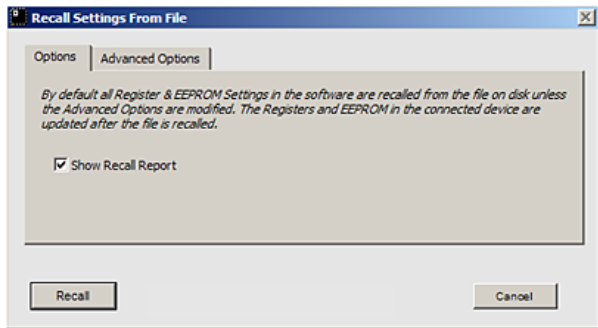 Recall Settings From File
Options
Advanced Options
By default all Register & EEPROM Settings in the software are recalled from the file on disk unless
the Advanced Options are modified. The Registers and EEPROM in the connected device are
updated after the file is recalled.
Show Recall Report
Recall
Cancel